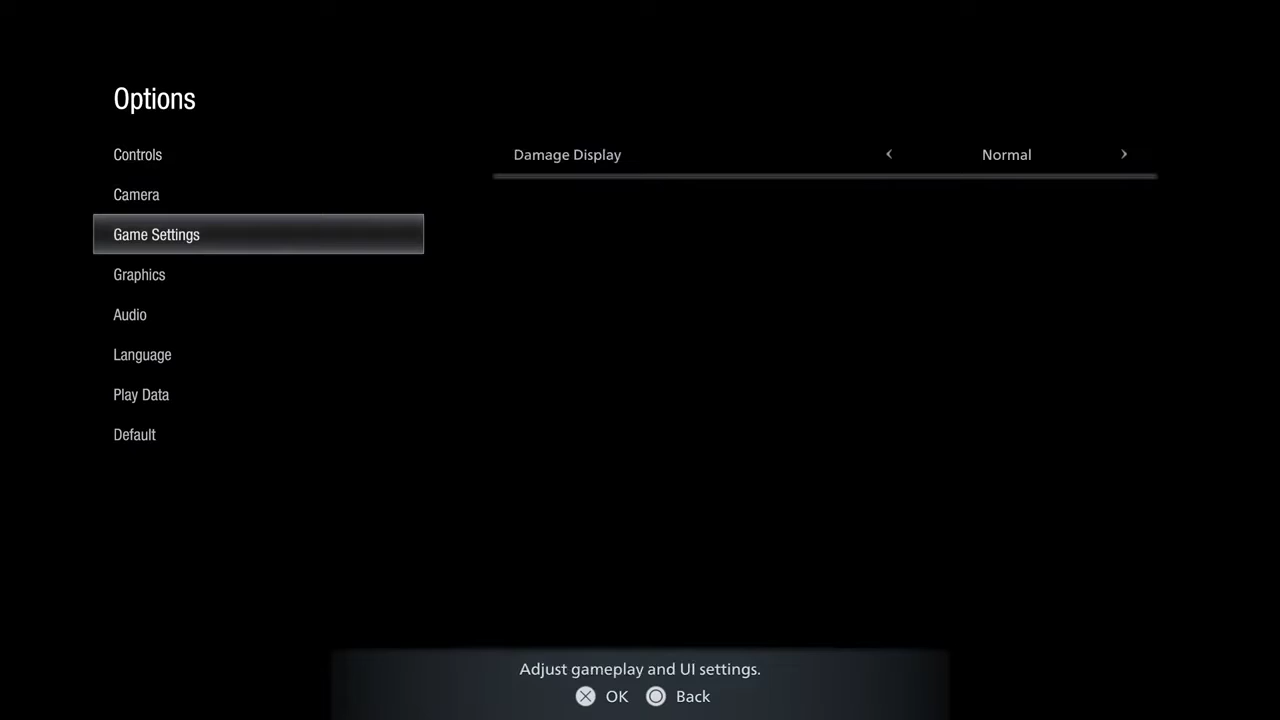 Options
Controls
Camera
Game Settings
Graphics
Audio
Language
Play Data
Default
Damage Display
Normal
Adjust gameplay and UI settings.
OK Back